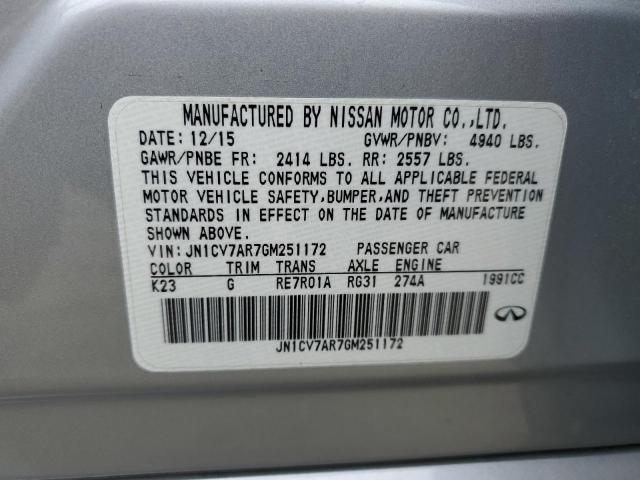 MANUFACTURED BY NISSAN MOTOR CO.,LTD.
DATE: 12/15 GVWR/PNBV: 4940 LBS.
GAWR/PNBE FR: 2414 LBS. RR: 2557 LBS.
THIS VEHICLE CONFORMS TO ALL APPLICABLE FEDERAL
MOTOR VEHICLE SAFETY,BUMPER,AND THEFT PREVENTION
STANDARDS IN EFFECT ON THE DATE OF MANUFACTURE
SHOWN ABOVE.
VIN: JN1CV7AR7GM251172 PASSENGER CAR
COLOR TRIM TRANS AXLE ENGINE
K23 G RE7R01A RG31 274A 1991CC
JN1CV7AR7GM251172